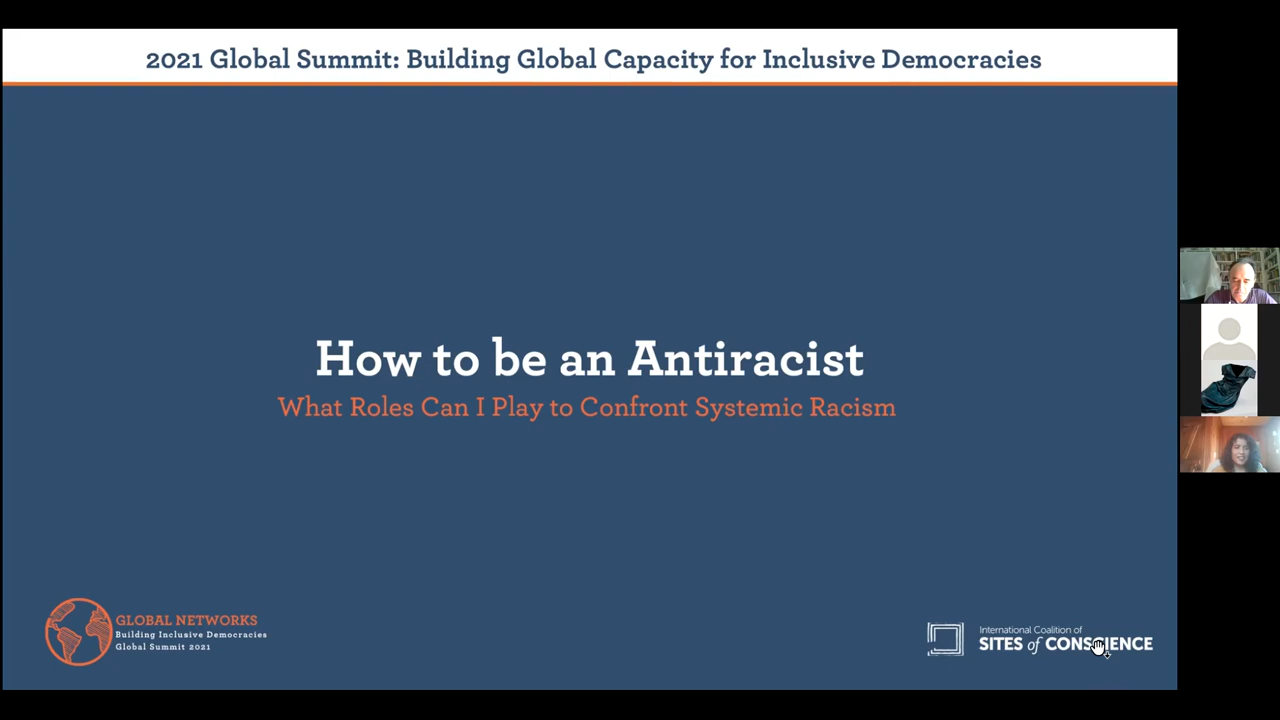 2021 Global Summit: Building Global Capacity for Inclusive Democracies
How to be an Antiracist
What Roles Can I Play to Confront Systemic Racism
GLOBAL NETWORKS
Building Inclusive Democracies
Global Summit 2021
International Coalition of
SITES of CONSCIENCE